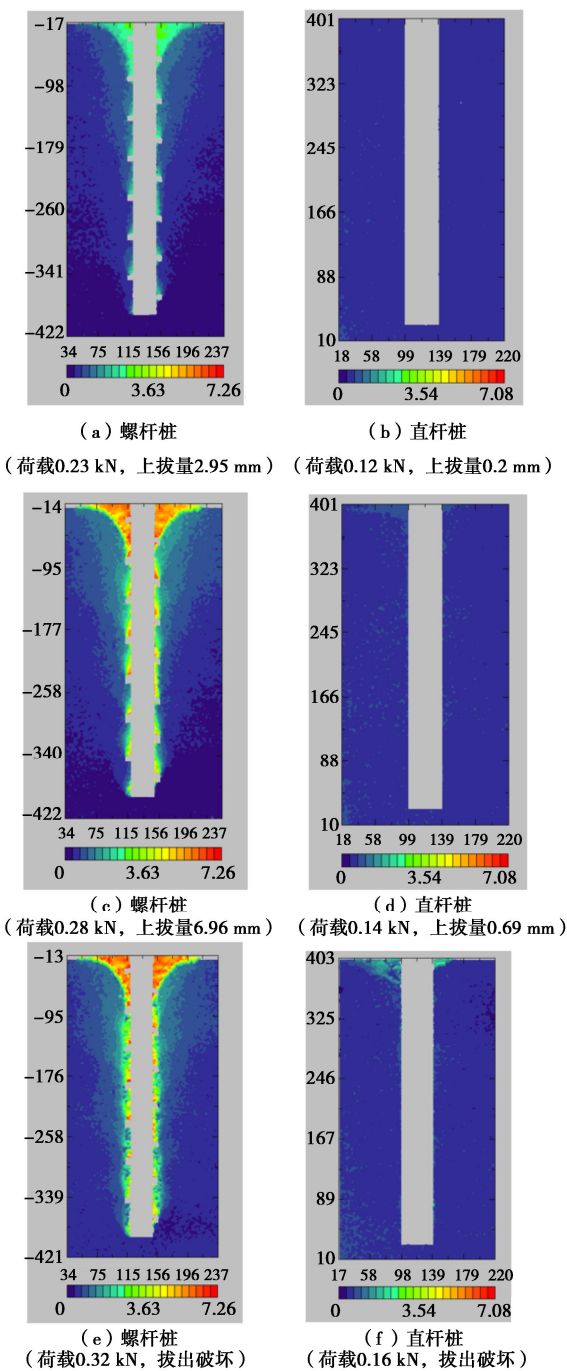 -17
-98
-179
-260
-341
-422
34 75 115 156 196 237
0 3.63 7.26
401
323
245
166
88
10
18 58 99 139 179 220
0 3.54 7.08
（a）螺杆桩
（荷载0.23 kN，上拔量2.95 mm）
（b）直杆桩
（荷载0.12 kN，上拔量0.2 mm）
-14
-95
-177
-258
-340
-422
34 75 115 156 196 237
0 3.63 7.26
401
323
245
166
88
10
18 58 99 139 179 220
0 3.54 7.08
（c）螺杆桩
（荷载0.28 kN，上拔量6.96 mm）
（d）直杆桩
（荷载0.14 kN，上拔量0.69 mm）
-13
-95
-176
-258
-339
-421
34 75 115 156 196 237
0 3.63 7.26
403
325
246
167
89
10
17 58 98 139 179 220
0 3.54 7.08
（e）螺杆桩
（荷载0.32 kN，拔出破坏）
（f）直杆桩
（荷载0.16 kN，拔出破坏）